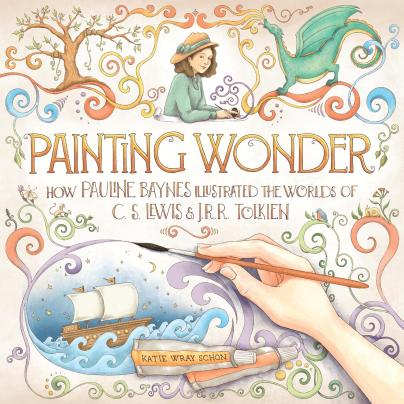 PAINTING WONDER
HOW PAULINE BAYNES ILLUSTRATED THE WORLDS OF
C. S. LEWIS & J.R.R. TOLKIEN
KATIE WRAY SCHON